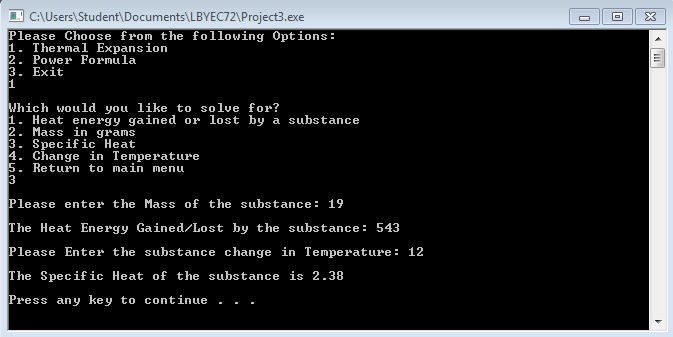 C:\Users\Student\Documents\LBYEC72\Project3.exe
Please Choose from the following Options:
1. Thermal Expansion
2. Power Formula
3. Exit
1
Which would you like to solve for?
1. Heat energy gained or lost by a substance
2. Mass in grams
3. Specific Heat
4. Change in Temperature
5. Return to main menu
3
Please enter the Mass of the substance: 19
The Heat Energy Gained/Lost by the substance: 543
Please Enter the substance change in Temperature: 12
The Specific Heat of the substance is 2.38
Press any key to continue . . .